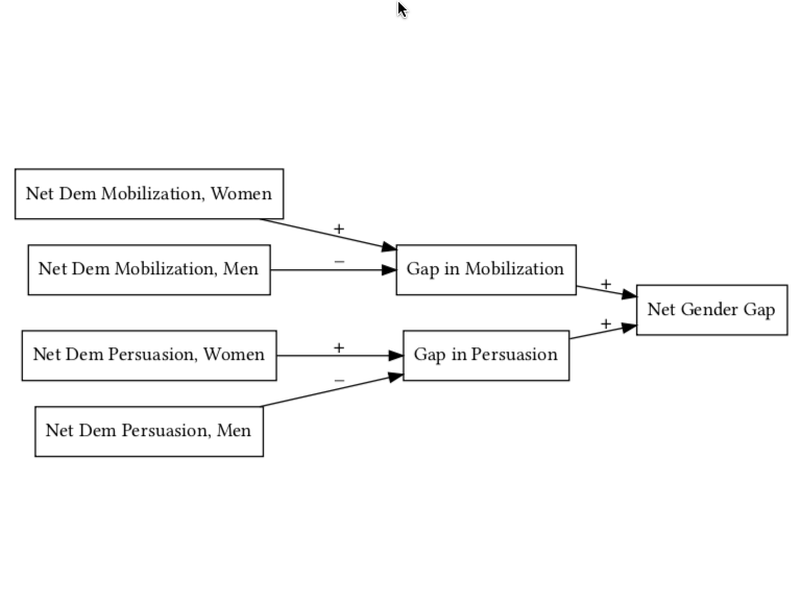 Net Dem Mobilization, Women
+
Net Dem Mobilization, Men
–
Gap in Mobilization
+
Net Gender Gap
+
Net Dem Persuasion, Women
+
Gap in Persuasion
–
Net Dem Persuasion, Men